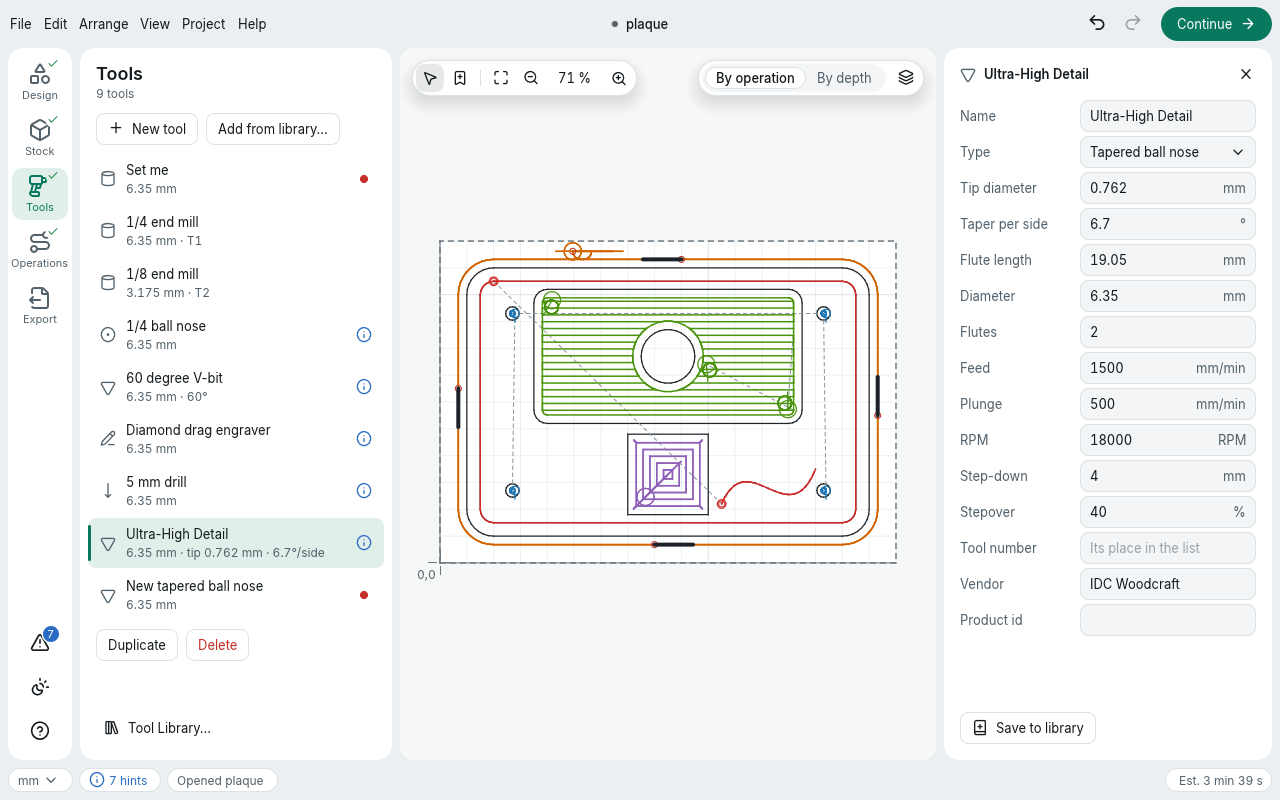 File Edit Arrange View Project Help
plaque
Continue
Design
Stock
Tools
Operations
Export
7
Tools
9 tools
New tool
Add from library...
Set me
6.35 mm
1/4 end mill
6.35 mm · T1
1/8 end mill
3.175 mm · T2
1/4 ball nose
6.35 mm
60 degree V-bit
6.35 mm · 60°
Diamond drag engraver
6.35 mm
5 mm drill
6.35 mm
Ultra-High Detail
6.35 mm · tip 0.762 mm · 6.7°/side
New tapered ball nose
6.35 mm
Duplicate
Delete
Tool Library...
71 %
By operation
By depth
0,0
Ultra-High Detail
Name Ultra-High Detail
Type Tapered ball nose
Tip diameter 0.762 mm
Taper per side 6.7 °
Flute length 19.05 mm
Diameter 6.35 mm
Flutes 2
Feed 1500 mm/min
Plunge 500 mm/min
RPM 18000 RPM
Step-down 4 mm
Stepover 40 %
Tool number Its place in the list
Vendor IDC Woodcraft
Product id
Save to library
mm
7 hints
Opened plaque
Est. 3 min 39 s